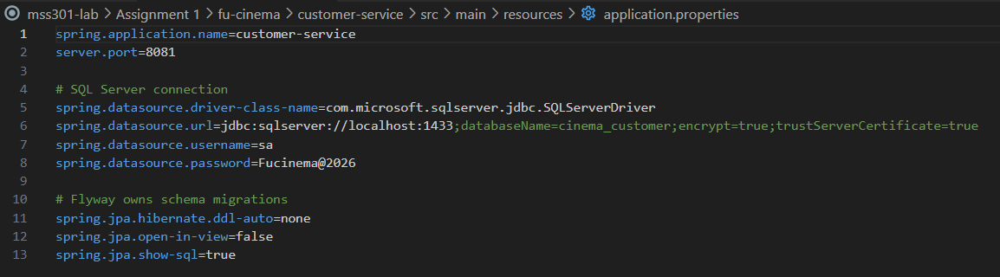 mss301-lab > Assignment 1 > fu-cinema > customer-service > src > main > resources > application.properties
1 spring.application.name=customer-service
2 server.port=8081
3
4 # SQL Server connection
5 spring.datasource.driver-class-name=com.microsoft.sqlserver.jdbc.SQLServerDriver
6 spring.datasource.url=jdbc:sqlserver://localhost:1433;databaseName=cinema_customer;encrypt=true;trustServerCertificate=true
7 spring.datasource.username=sa
8 spring.datasource.password=Fucinema@2026
9
10 # Flyway owns schema migrations
11 spring.jpa.hibernate.ddl-auto=none
12 spring.jpa.open-in-view=false
13 spring.jpa.show-sql=true